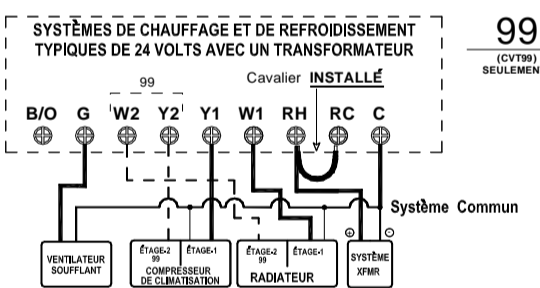 SYSTÈMES DE CHAUFFAGE ET DE REFROIDISSEMENT
TYPIQUES DE 24 VOLTS AVEC UN TRANSFORMATEUR
99
(CVT99)
SEULEMEN
99
Cavalier INSTALLÉ
B/O G W2 Y2 Y1 W1 RH RC C
Système Commun
VENTILATEUR
SOUFFLANT
ÉTAGE-2
99
ÉTAGE-1
COMPRESSEUR
DE CLIMATISATION
ÉTAGE-2
99
ÉTAGE-1
RADIATEUR
+ -
SYSTÈME
XFMR